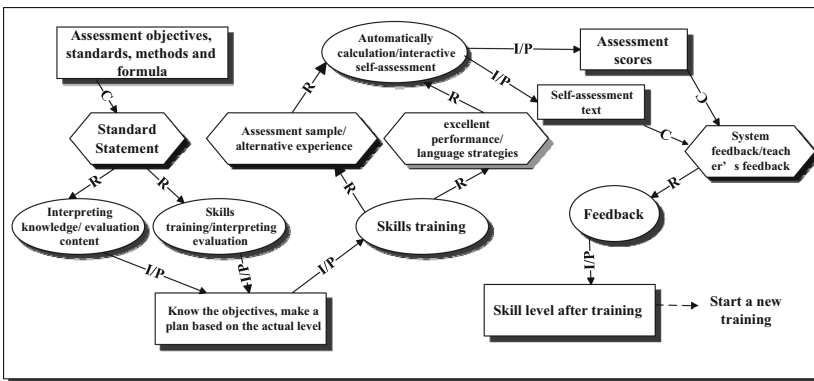 Assessment objectives,
standards, methods and
formula
Automatically
calculation/interactive
self-assessment
I/P
Assessment
scores
I/P
Self-assessment
text
C
R
R
C
C
Standard
Statement
Assessment sample/
alternative experience
excellent
performance/
language strategies
System
feedback/teach
er's feedback
R
R
R
R
R
Interpreting
knowledge/ evaluation
content
Skills
training/interpreting
evaluation
Skills training
Feedback
I/P
I/P
I/P
I/P
Know the objectives, make a
plan based on the actual level
Skill level after training
Start a new
training